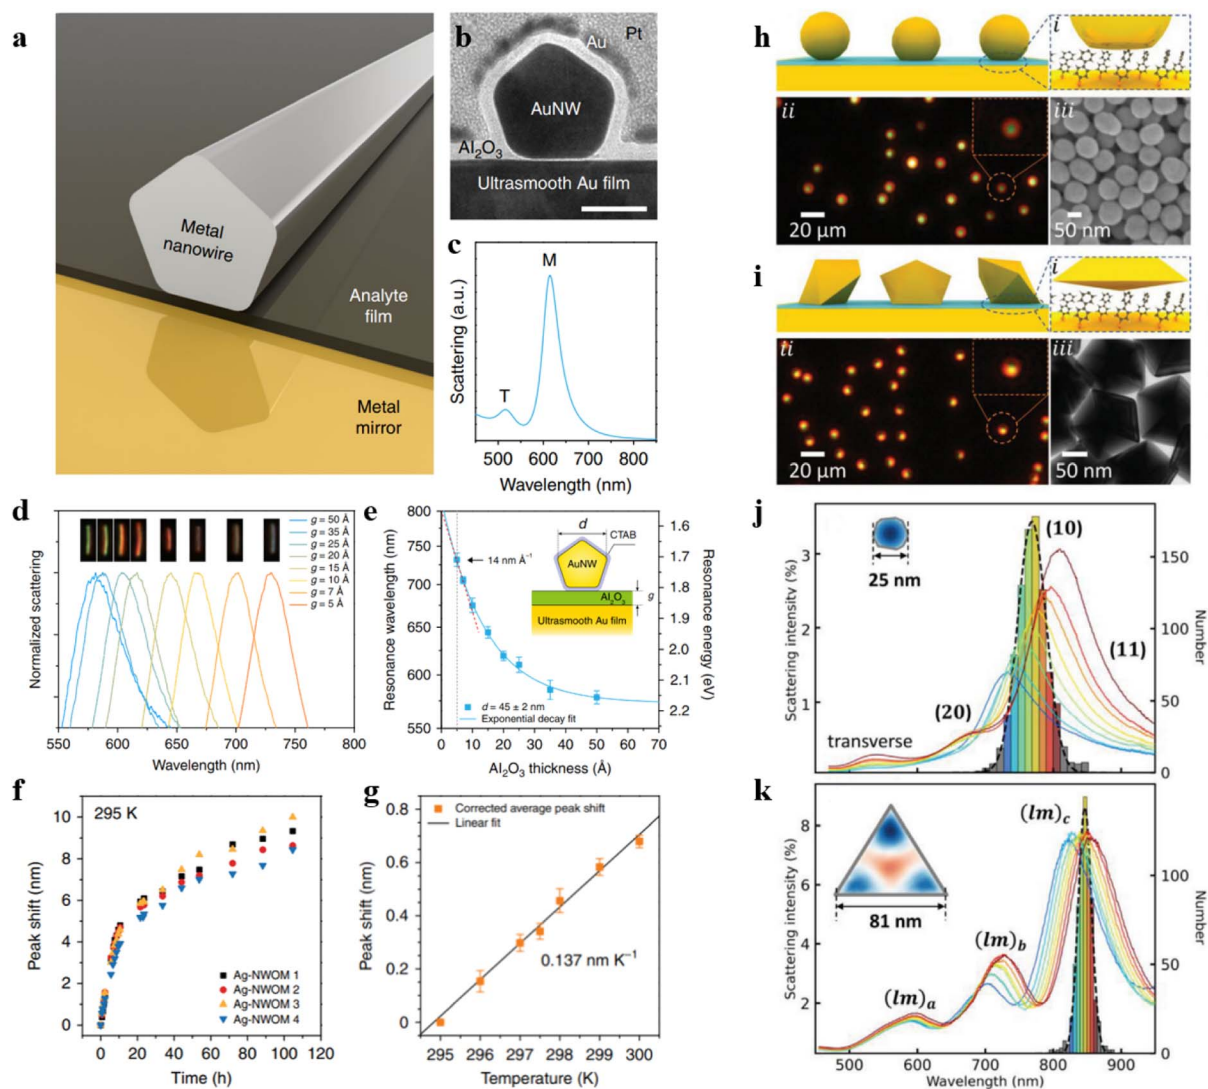 a
Metal
nanowire
Analyte
film
Metal
mirror
b
Pt
Au
AuNW
Al₂O₃
Ultrasmooth Au film
c
Scattering (a.u.)
T
M
500 600 700 800
Wavelength (nm)
d
Normalized scattering
g = 50 Å
g = 35 Å
g = 25 Å
g = 20 Å
g = 15 Å
g = 10 Å
g = 7 Å
g = 5 Å
550 600 650 700 750 800
Wavelength (nm)
e
Resonance wavelength (nm)
800
750
700
650
600
550
14 nm Å⁻¹
d
CTAB
AuNW
Al₂O₃
g
Ultrasmooth Au film
d = 45 ± 2 nm
Exponential decay fit
0 10 20 30 40 50 60 70
Al₂O₃ thickness (Å)
1.6
1.7
1.8
1.9
2.0
2.1
2.2
Resonance energy (eV)
f
295 K
Peak shift (nm)
10
8
6
4
2
0
Ag-NWOM 1
Ag-NWOM 2
Ag-NWOM 3
Ag-NWOM 4
0 20 40 60 80 100 120
Time (h)
g
Peak shift (nm)
0.8
0.6
0.4
0.2
0
Corrected average peak shift
Linear fit
0.137 nm K⁻¹
295 296 297 298 299 300
Temperature (K)
h
i
ii
20 µm
iii
50 nm
i
i
ii
20 µm
iii
50 nm
j
Scattering intensity (%)
3
2
1
25 nm
(10)
(11)
(20)
transverse
150
100
50
0
Number
500 600 700 800 900
k
Scattering intensity (%)
8
6
4
2
81 nm
(lm)c
(lm)b
(lm)a
100
50
0
Number
500 600 700 800 900
Wavelength (nm)